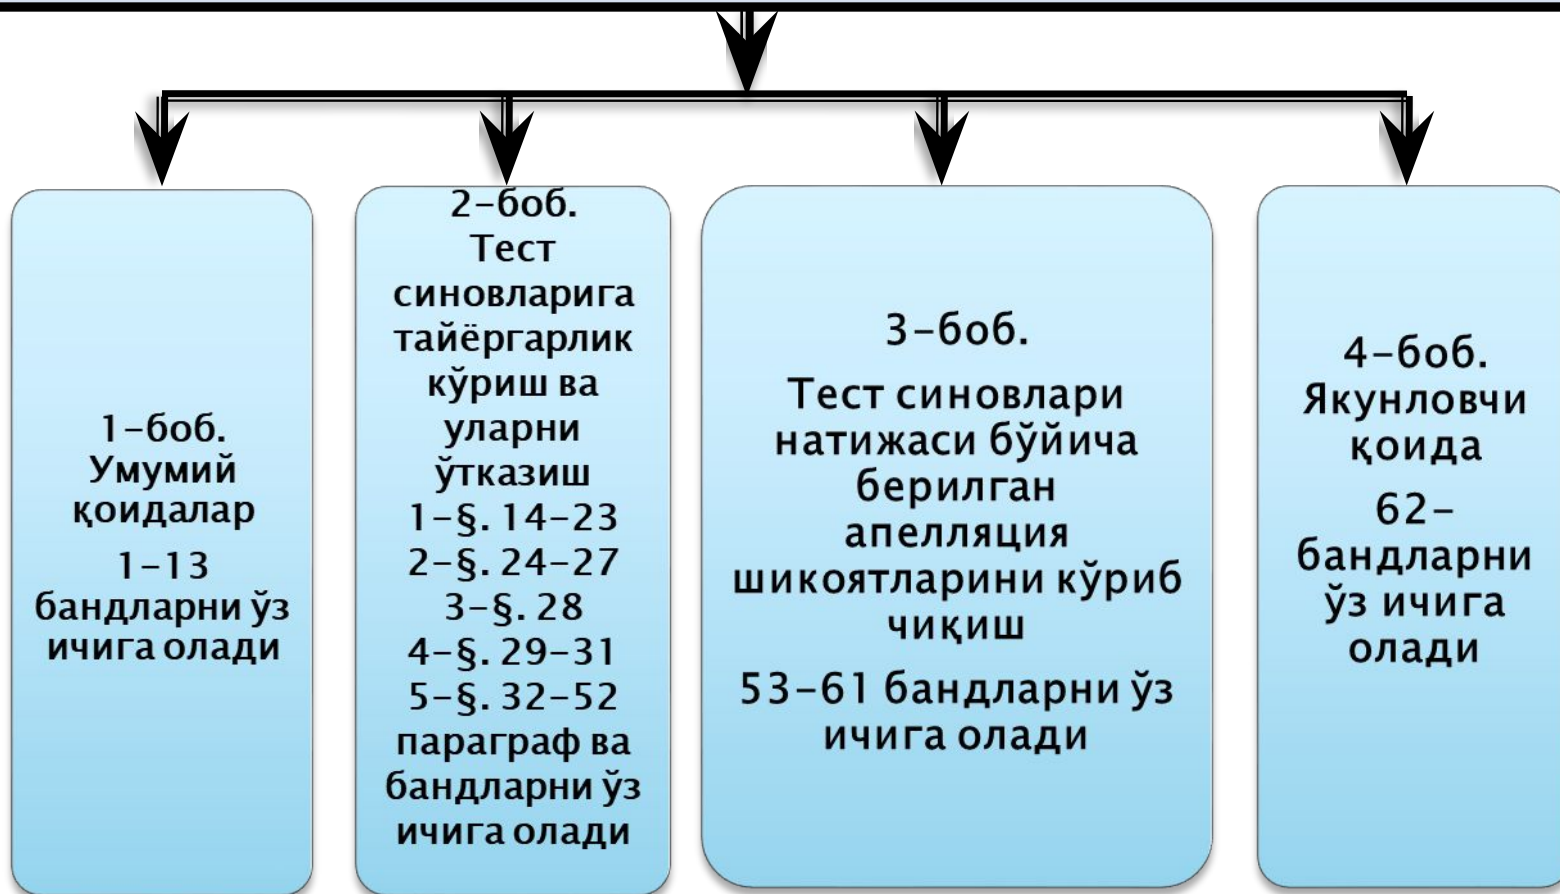 1-боб.
Умумий
қоидалар
1-13
бандларни ўз
ичига олади
2-боб.
Тест
синовларига
тайёргарлик
кўриш ва
уларни
ўтказиш
1-§. 14-23
2-§. 24-27
3-§. 28
4-§. 29-31
5-§. 32-52
параграф ва
бандларни ўз
ичига олади
3-боб.
Тест синовлари
натижаси бўйича
берилган
апелляция
шикоятларини кўриб
чиқиш
53-61 бандларни ўз
ичига олади
4-боб.
Якунловчи
қоида
62-
бандларни
ўз ичига
олади